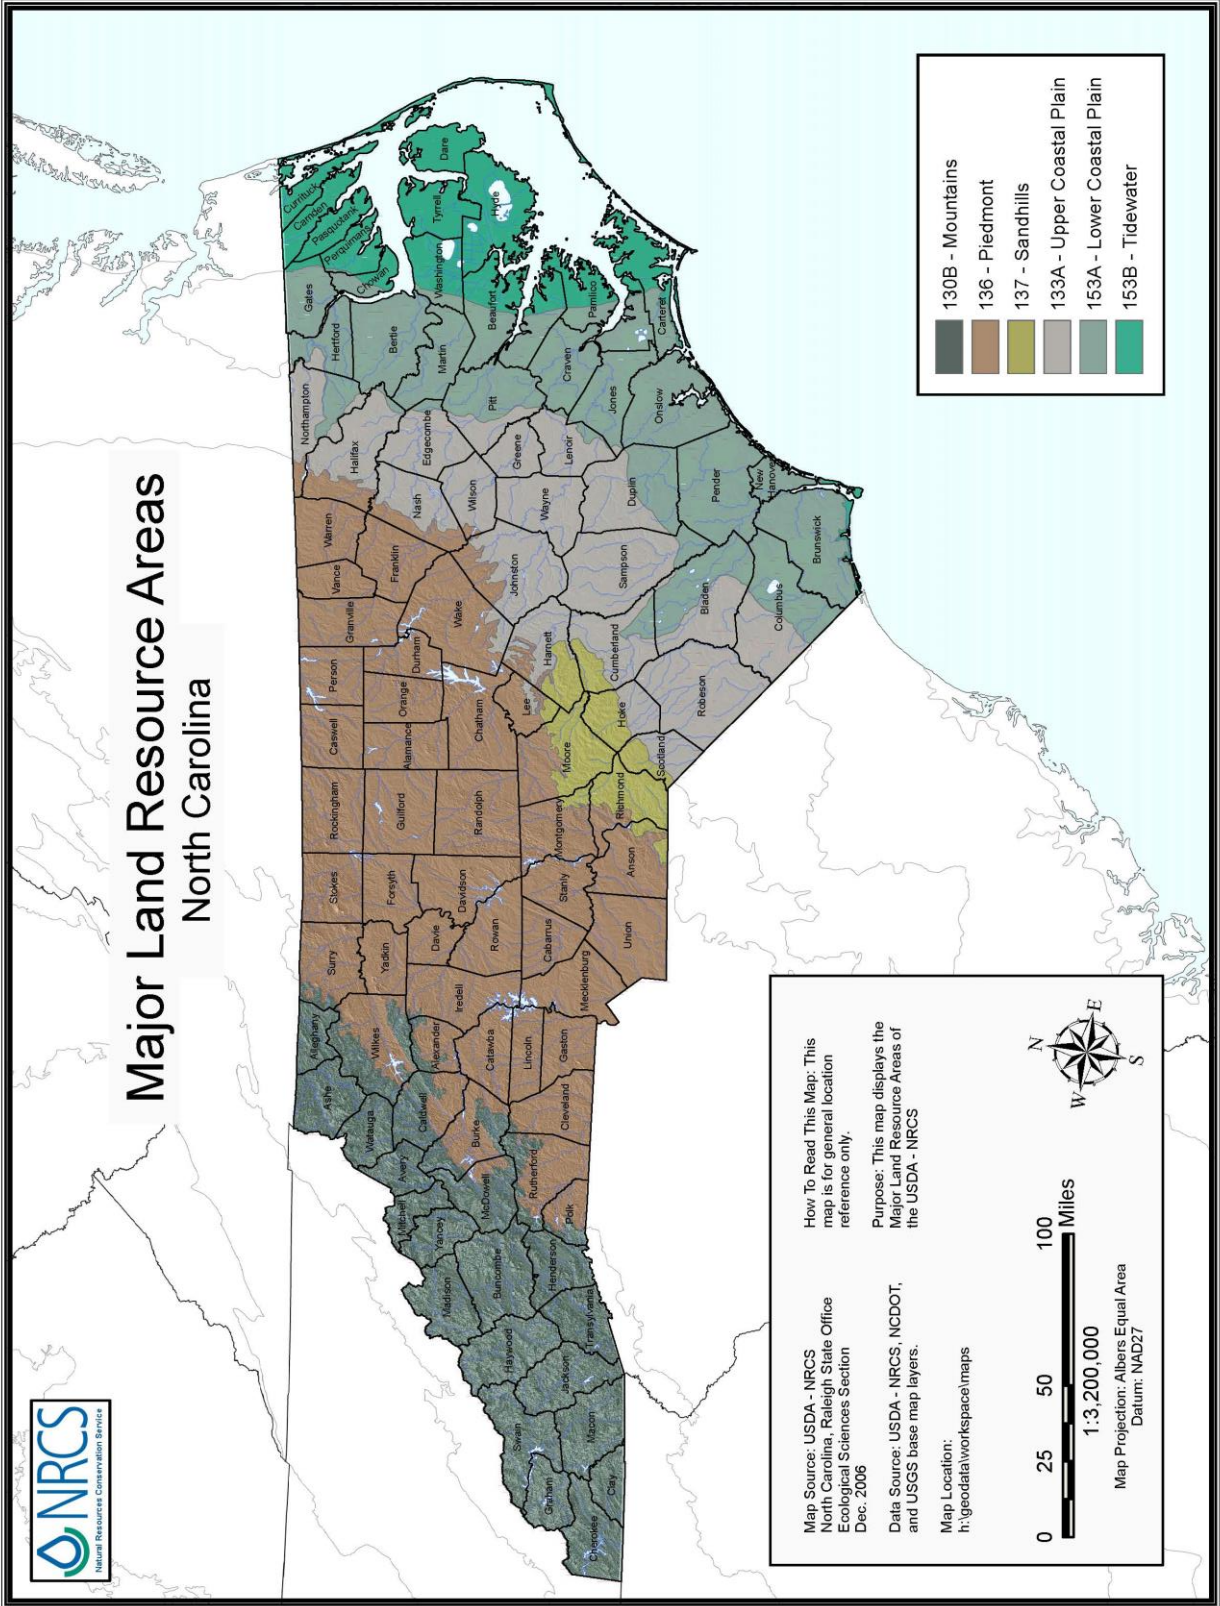 NRCS
Natural Resources Conservation Service
Major Land Resource Areas
North Carolina
Cherokee
Graham
Clay
Swain
Macon
Jackson
Haywood
Transylvania
Madison
Buncombe
Henderson
Yancey
Mitchell
McDowell
Polk
Rutherford
Avery
Burke
Cleveland
Watauga
Caldwell
Ashe
Alleghany
Wilkes
Alexander
Catawba
Lincoln
Gaston
Surry
Yadkin
Iredell
Davie
Rowan
Mecklenburg
Cabarrus
Union
Stokes
Forsyth
Davidson
Stanly
Anson
Rockingham
Guilford
Randolph
Montgomery
Richmond
Caswell
Alamance
Chatham
Moore
Scotland
Person
Orange
Durham
Lee
Hoke
Robeson
Granville
Wake
Harnett
Cumberland
Vance
Warren
Franklin
Johnston
Sampson
Bladen
Columbus
Nash
Wilson
Wayne
Duplin
Pender
New
Hanover
Brunswick
Northampton
Halifax
Edgecombe
Greene
Lenoir
Jones
Onslow
Gates
Hertford
Bertie
Martin
Pitt
Craven
Carteret
Pamlico
Beaufort
Washington
Tyrrell
Hyde
Dare
Chowan
Perquimans
Pasquotank
Camden
Currituck
Map Source: USDA - NRCS
North Carolina, Raleigh State Office
Ecological Sciences Section
Dec. 2006
Data Source: USDA - NRCS, NCDOT,
and USGS base map layers.
Map Location:
h:\geodata\workspace\maps
How To Read This Map: This
map is for general location
reference only.
Purpose: This map displays the
Major Land Resource Areas of
the USDA - NRCS
N
E
S
W
0 25 50 100
Miles
1:3,200,000
Map Projection: Albers Equal Area
Datum: NAD27
130B - Mountains
136 - Piedmont
137 - Sandhills
133A - Upper Coastal Plain
153A - Lower Coastal Plain
153B - Tidewater